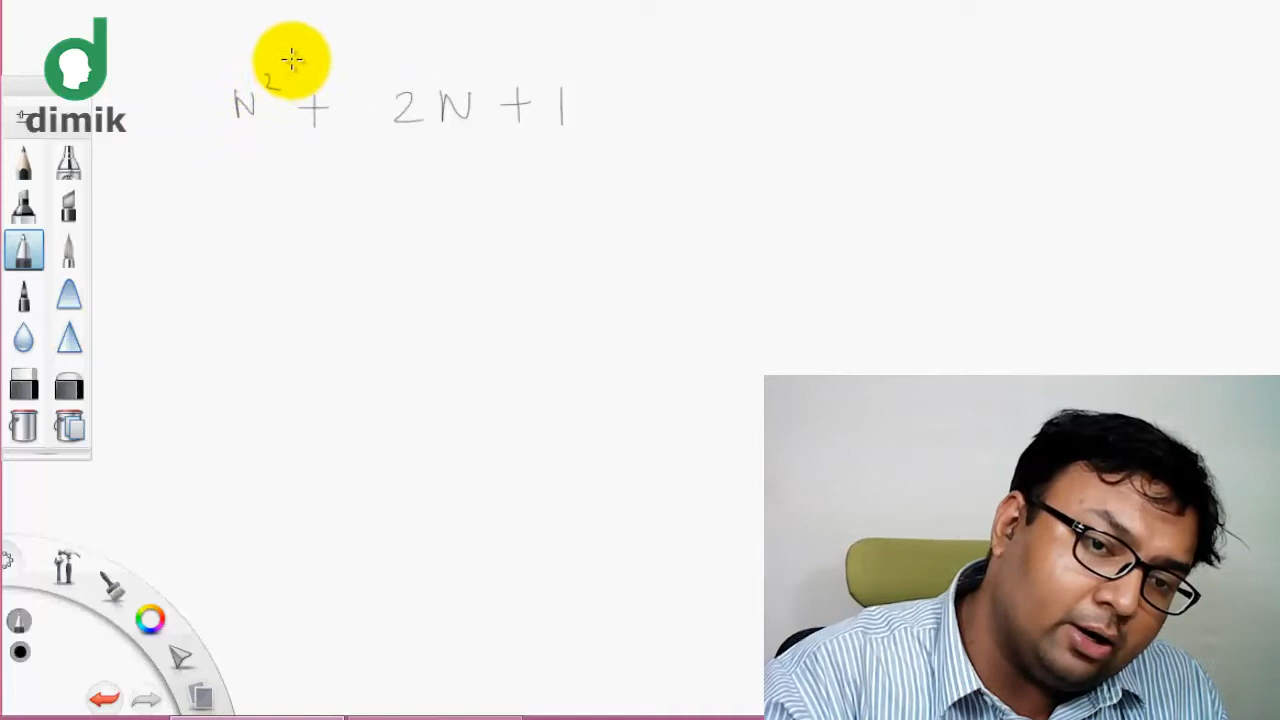 dimik
N² + 2N + 1